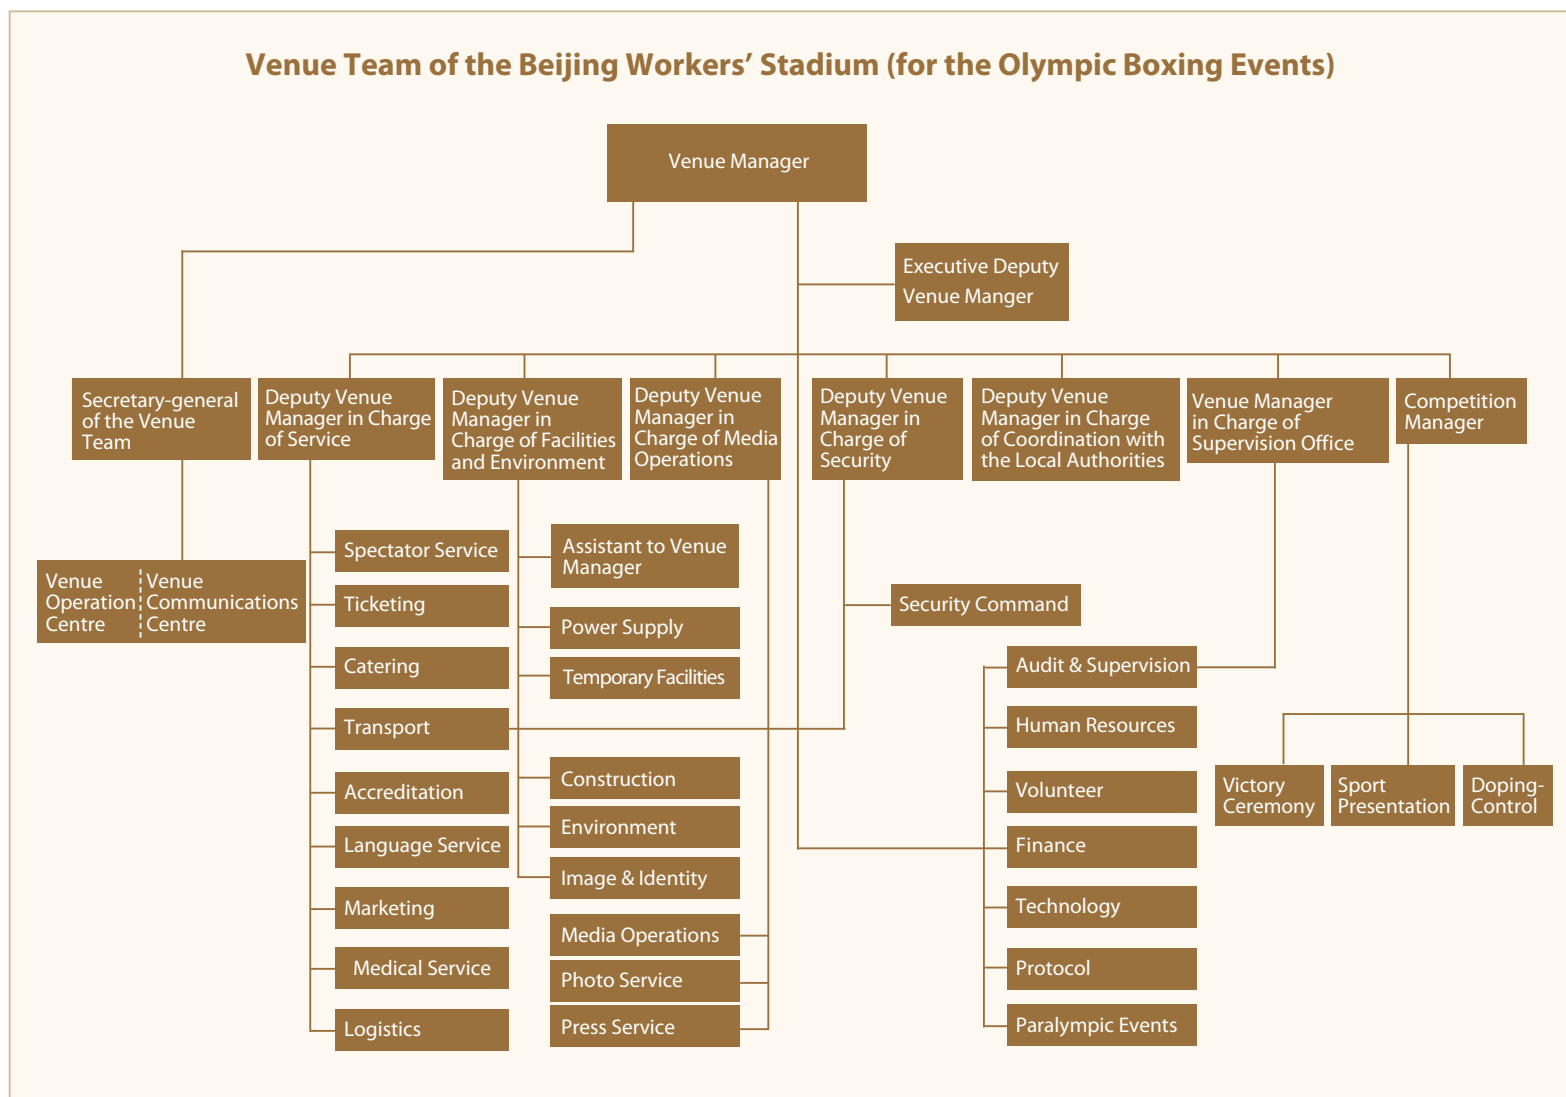 Venue Team of the Beijing Workers’ Stadium (for the Olympic Boxing Events)
Venue Manager
Executive Deputy
Venue Manger
Secretary-general
of the Venue
Team
Deputy Venue
Manager in Charge
of Service
Deputy Venue
Manager in
Charge of Facilities
and Environment
Deputy Venue
Manager in
Charge of Media
Operations
Deputy Venue
Manager in
Charge of
Security
Deputy Venue
Manager in Charge
of Coordination with
the Local Authorities
Venue Manager
in Charge of
Supervision Office
Competition
Manager
Venue
Operation
Centre
Venue
Communications
Centre
Spectator Service
Ticketing
Catering
Transport
Accreditation
Language Service
Marketing
Medical Service
Logistics
Assistant to Venue
Manager
Power Supply
Temporary Facilities
Construction
Environment
Image & Identity
Media Operations
Photo Service
Press Service
Security Command
Audit & Supervision
Human Resources
Volunteer
Finance
Technology
Protocol
Paralympic Events
Victory
Ceremony
Sport
Presentation
Doping-
Control